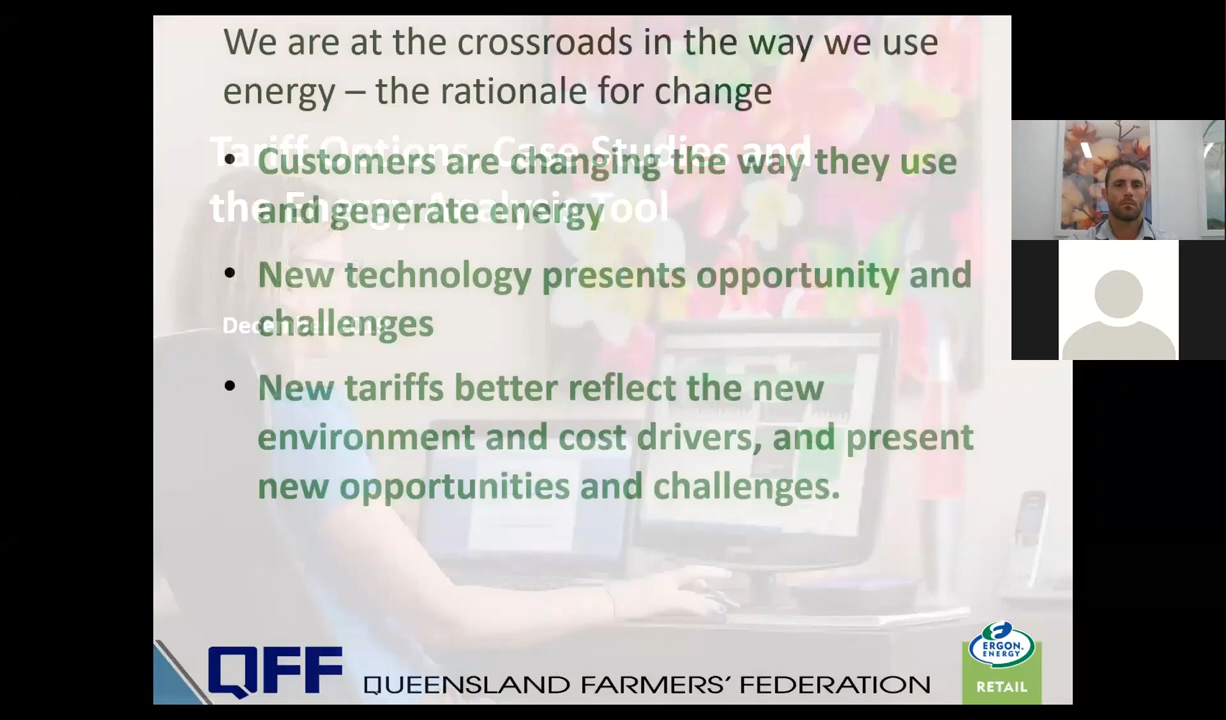 We are at the crossroads in the way we use
energy – the rationale for change
Tariff Options, Case Studies and
the Energy Analysis Tool
• Customers are changing the way they use
and generate energy
• New technology presents opportunity and
challenges
• New tariffs better reflect the new
environment and cost drivers, and present
new opportunities and challenges.
QFF QUEENSLAND FARMERS' FEDERATION
ERGON.
ENERGY
RETAIL